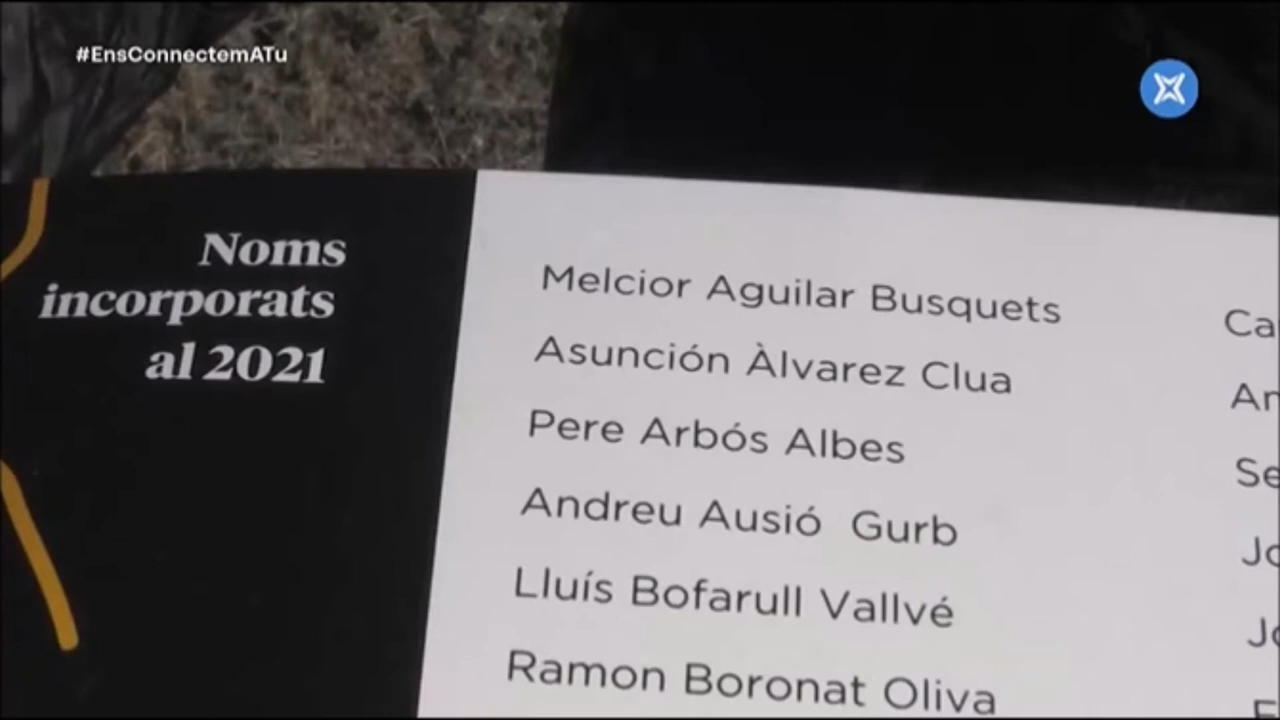 #EnsConnectemATu
Noms
incorporats
al 2021
Melcior Aguilar Busquets
Asunción Àlvarez Clua
Pere Arbós Albes
Andreu Ausió Gurb
Lluís Bofarull Vallvé
Ramon Boronat Oliva